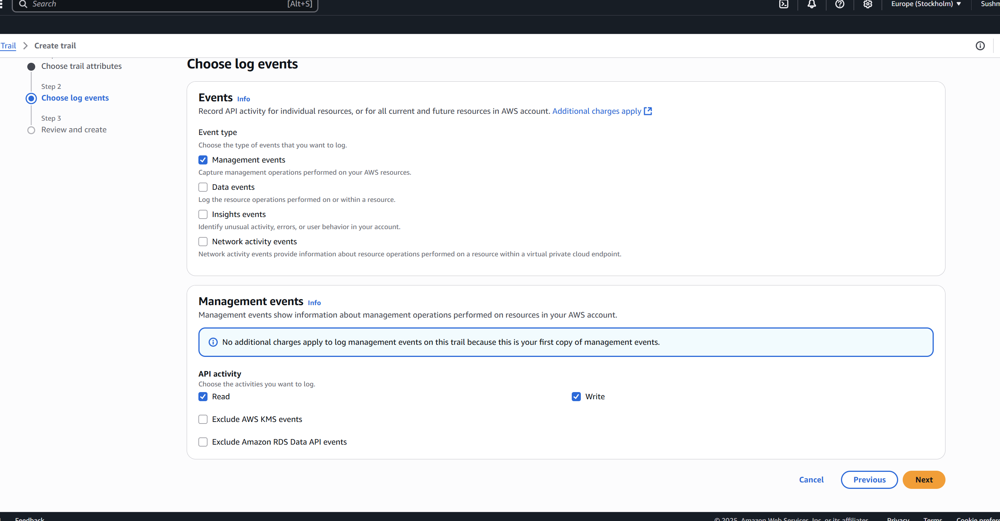 Search [Alt+S] Europe (Stockholm)
Trail Create trail
Choose trail attributes
Step 2
Choose log events
Step 3
Review and create
Choose log events
Events Info
Record API activity for individual resources, or for all current and future resources in AWS account. Additional charges apply
Event type
Choose the type of events that you want to log.
Management events
Capture management operations performed on your AWS resources.
Data events
Log the resource operations performed on or within a resource.
Insights events
Identify unusual activity, errors, or user behavior in your account.
Network activity events
Network activity events provide information about resource operations performed on a resource within a virtual private cloud endpoint.
Management events Info
Management events show information about management operations performed on resources in your AWS account.
No additional charges apply to log management events on this trail because this is your first copy of management events.
API activity
Choose the activities you want to log.
Read Write
Exclude AWS KMS events
Exclude Amazon RDS Data API events
Cancel Previous Next
Feedback © 2025, Amazon Web Services, Inc. or its affiliates. Privacy Terms Cookie